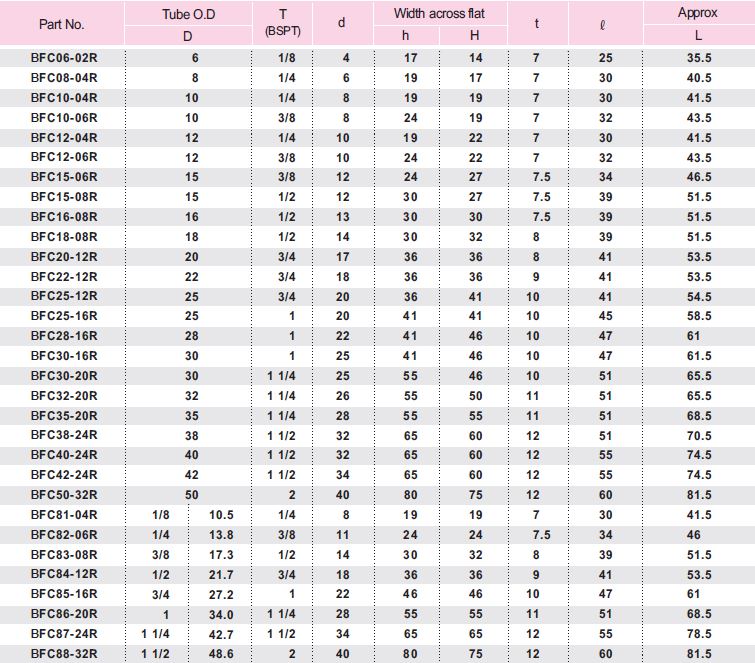 Part No. Tube O.D T d Width across flat t ℓ Approx
D (BSPT) h H L
BFC06-02R 6 1/8 4 17 14 7 25 35.5
BFC08-04R 8 1/4 6 19 17 7 30 40.5
BFC10-04R 10 1/4 8 19 19 7 30 41.5
BFC10-06R 10 3/8 8 24 19 7 32 43.5
BFC12-04R 12 1/4 10 19 22 7 30 41.5
BFC12-06R 12 3/8 10 24 22 7 32 43.5
BFC15-06R 15 3/8 12 24 27 7.5 34 46.5
BFC15-08R 15 1/2 12 30 27 7.5 39 51.5
BFC16-08R 16 1/2 13 30 30 7.5 39 51.5
BFC18-08R 18 1/2 14 30 32 8 39 51.5
BFC20-12R 20 3/4 17 36 36 8 41 53.5
BFC22-12R 22 3/4 18 36 36 9 41 53.5
BFC25-12R 25 3/4 20 36 41 10 41 54.5
BFC25-16R 25 1 20 41 41 10 45 58.5
BFC28-16R 28 1 22 41 46 10 47 61
BFC30-16R 30 1 25 41 46 10 47 61.5
BFC30-20R 30 1 1/4 25 55 46 10 51 65.5
BFC32-20R 32 1 1/4 26 55 50 11 51 65.5
BFC35-20R 35 1 1/4 28 55 55 11 51 68.5
BFC38-24R 38 1 1/2 32 65 60 12 51 70.5
BFC40-24R 40 1 1/2 32 65 60 12 55 74.5
BFC42-24R 42 1 1/2 34 65 60 12 55 74.5
BFC50-32R 50 2 40 80 75 12 60 81.5
BFC81-04R 1/8 10.5 1/4 8 19 19 7 30 41.5
BFC82-06R 1/4 13.8 3/8 11 24 24 7.5 34 46
BFC83-08R 3/8 17.3 1/2 14 30 32 8 39 51.5
BFC84-12R 1/2 21.7 3/4 18 36 36 9 41 53.5
BFC85-16R 3/4 27.2 1 22 46 46 10 47 61
BFC86-20R 1 34.0 1 1/4 28 55 55 11 51 68.5
BFC87-24R 1 1/4 42.7 1 1/2 34 65 65 12 55 78.5
BFC88-32R 1 1/2 48.6 2 40 80 75 12 60 81.5